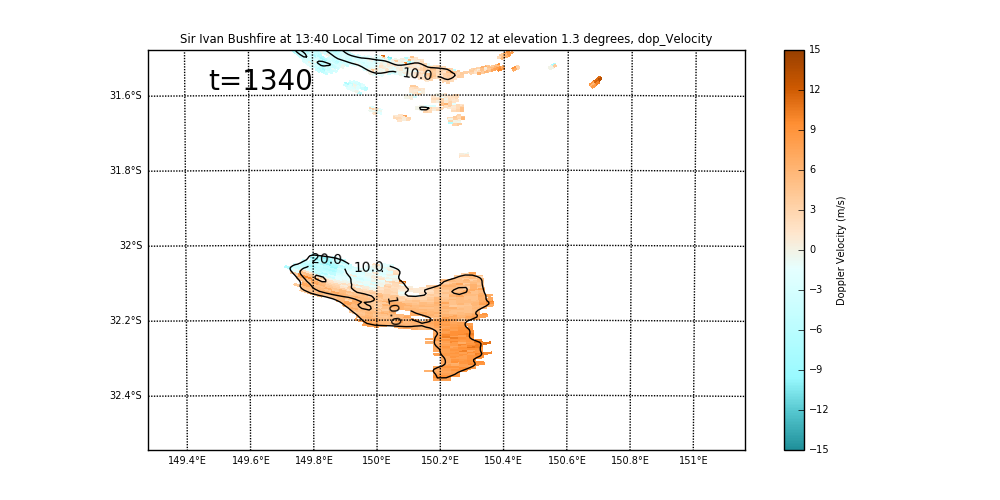 Sir Ivan Bushfire at 13:40 Local Time on 2017 02 12 at elevation 1.3 degrees, dop_Velocity
t=1340
10.0
31.6°S
31.8°S
32°S
32.2°S
32.4°S
20.0
10.0
10.0
149.4°E 149.6°E 149.8°E 150°E 150.2°E 150.4°E 150.6°E 150.8°E 151°E
15
12
9
6
3
0
−3
−6
−9
−12
−15
Doppler Velocity (m/s)